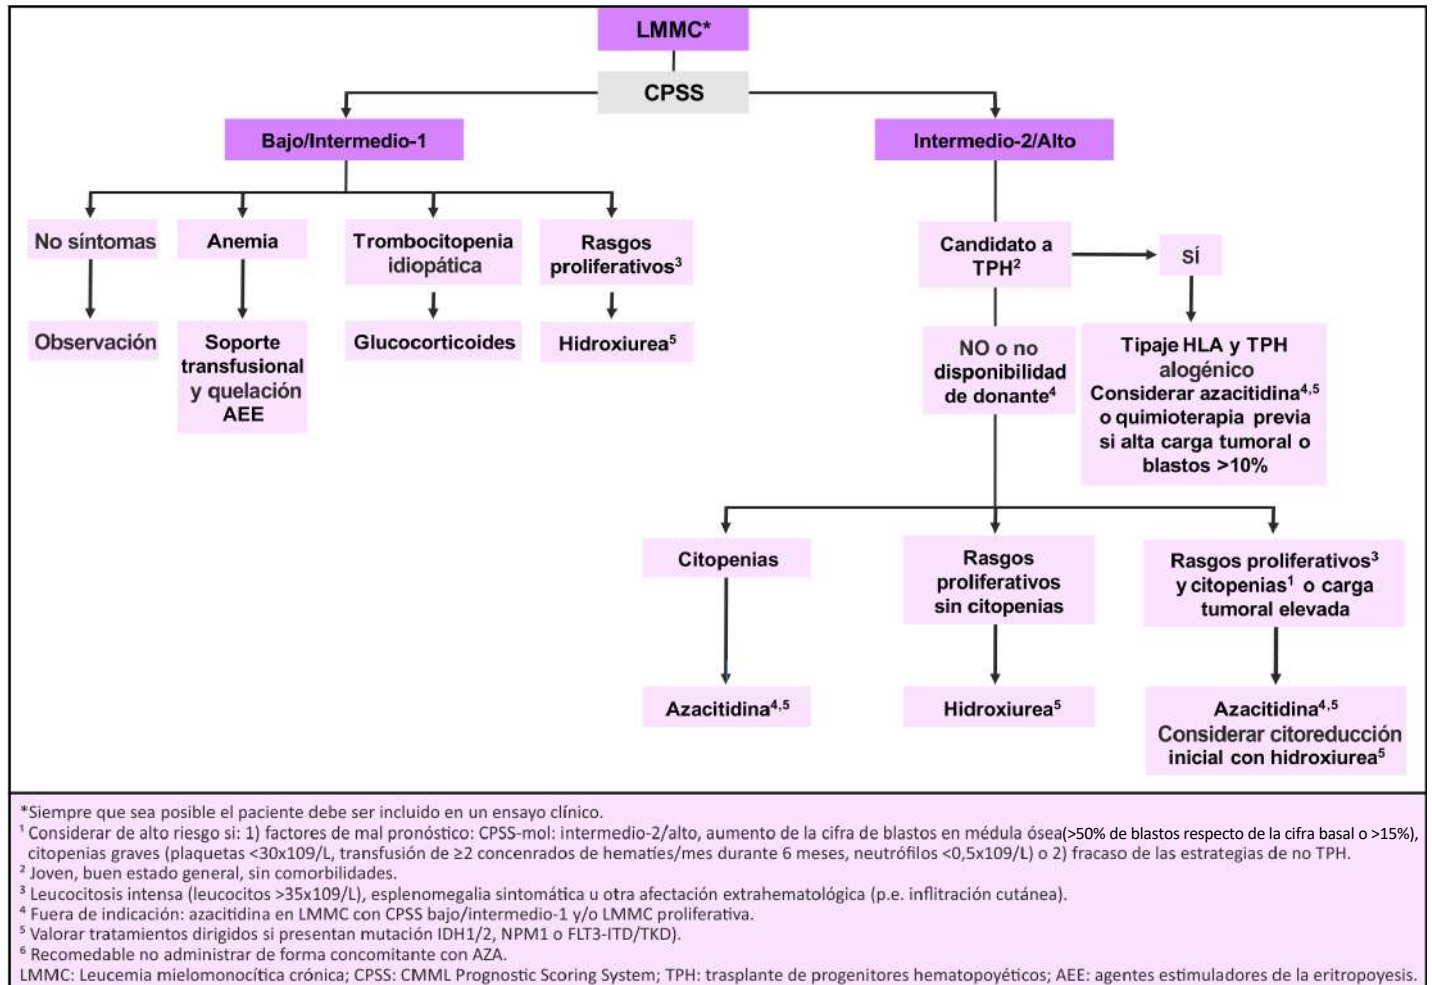 LMMC*
CPSS
Bajo/Intermedio-1
Intermedio-2/Alto
No síntomas
Anemia
Trombocitopenia
idiopática
Rasgos
proliferativos³
Observación
Soporte
transfusional
y quelación
AEE
Glucocorticoides
Hidroxiurea⁵
Candidato a
TPH²
SÍ
NO o no
disponibilidad
de donante⁴
Tipaje HLA y TPH
alogénico
Considerar azacitidina⁴,⁵
o quimioterapia previa
si alta carga tumoral o
blastos >10%
Citopenias
Rasgos
proliferativos
sin citopenias
Rasgos proliferativos³
y citopenias¹ o carga
tumoral elevada
Azacitidina⁴,⁵
Hidroxiurea⁵
Azacitidina⁴,⁵
Considerar citoreducción
inicial con hidroxiurea⁵
*Siempre que sea posible el paciente debe ser incluido en un ensayo clínico.
¹ Considerar de alto riesgo si: 1) factores de mal pronóstico: CPSS-mol: intermedio-2/alto, aumento de la cifra de blastos en médula ósea(>50% de blastos respecto de la cifra basal o >15%),
citopenias graves (plaquetas <30x109/L, transfusión de ≥2 concenrados de hematíes/mes durante 6 meses, neutrófilos <0,5x109/L) o 2) fracaso de las estrategias de no TPH.
² Joven, buen estado general, sin comorbilidades.
³ Leucocitosis intensa (leucocitos >35x109/L), esplenomegalia sintomática u otra afectación extrahematológica (p.e. inflitración cutánea).
⁴ Fuera de indicación: azacitidina en LMMC con CPSS bajo/intermedio-1 y/o LMMC proliferativa.
⁵ Valorar tratamientos dirigidos si presentan mutación IDH1/2, NPM1 o FLT3-ITD/TKD).
⁶ Recomedable no administrar de forma concomitante con AZA.
LMMC: Leucemia mielomonocítica crónica; CPSS: CMML Prognostic Scoring System; TPH: trasplante de progenitores hematopoyéticos; AEE: agentes estimuladores de la eritropoyesis.